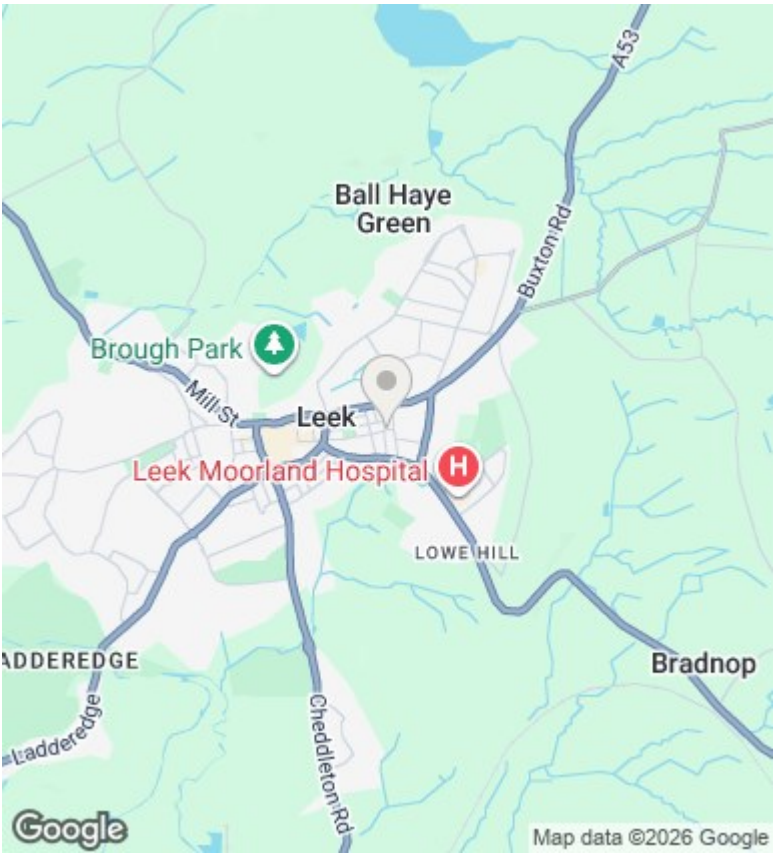 A53
Ball Haye
Green
Buxton Rd
Brough Park
Mill St
Leek
Leek Moorland Hospital
H
LOWE HILL
ADDEREDGE
Bradnop
Ladderedge
Cheddleton Rd
Google
Map data ©2026 Google